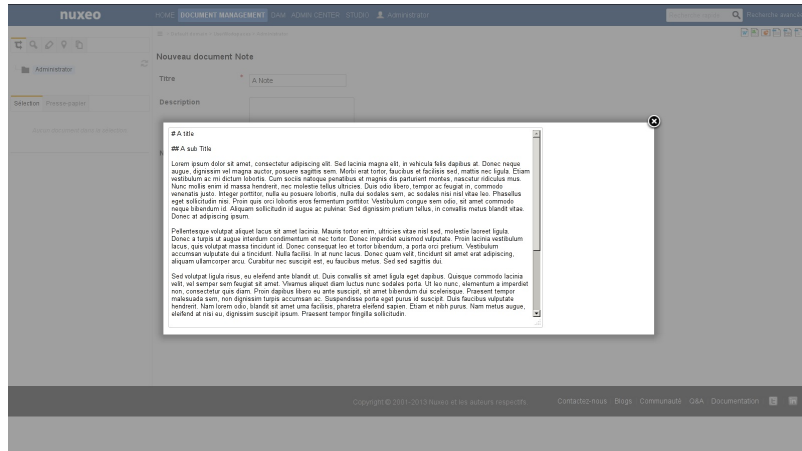 nuxeo
HOME DOCUMENT MANAGEMENT DAM ADMIN CENTER STUDIO Administrator
Recherche avancée
Administrator
Nouveau document Note
Titre * A Note
Sélection Presse-papier
Description
# A title
## A sub Title
Lorem ipsum dolor sit amet, consectetur adipiscing elit. Sed lacinia magna elit, in vehicula felis dapibus at. Donec neque
augue, dignissim vel magna auctor, posuere sagittis sem. Morbi erat tortor, faucibus et facilisis sed, mattis nec ligula. Etiam
vestibulum ac mi dictum lobortis. Cum sociis natoque penatibus et magnis dis parturient montes, nascetur ridiculus mus.
Nunc mollis enim id massa hendrerit, nec molestie tellus ultricies. Duis odio libero, tempor ac feugiat in, commodo
venenatis justo. Integer porttitor, nulla eu posuere lobortis, nulla dui sodales sem, ac sodales nisi nisl vitae leo. Phasellus
eget sollicitudin nisi. Proin quis orci lobortis eros fermentum porttitor. Vestibulum congue sem odio, sit amet commodo
neque bibendum id. Aliquam sollicitudin id augue ac pulvinar. Sed dignissim pretium tellus, in convallis metus blandit vitae.
Donec at adipiscing ipsum.
Pellentesque volutpat aliquet lacus sit amet lacinia. Mauris tortor enim, ultricies vitae nisl sed, molestie laoreet ligula.
Donec a turpis ut augue interdum condimentum et nec tortor. Donec imperdiet euismod vulputate. Proin lacinia vestibulum
lacus, quis volutpat massa tincidunt id. Donec consequat leo et tortor bibendum, a porta orci pretium. Vestibulum
accumsan vulputate dui a tincidunt. Nulla facilisi. In at nunc lacus. Donec quam velit, tincidunt sit amet erat adipiscing,
aliquam ullamcorper arcu. Curabitur nec suscipit est, eu faucibus metus. Sed sed sagittis dui.
Sed volutpat ligula risus, eu eleifend ante blandit ut. Duis convallis sit amet ligula eget dapibus. Quisque commodo lacinia
velit, vel semper sem feugiat sit amet. Vivamus aliquet diam luctus nunc sodales porta. Ut leo nunc, elementum a imperdiet
non, consectetur quis diam. Proin dapibus libero eu ante suscipit, sit amet bibendum dui scelerisque. Praesent tempor
malesuada sem, non dignissim turpis accumsan ac. Suspendisse porta eget purus id suscipit. Duis faucibus vulputate
hendrerit. Nam lorem odio, blandit sit amet urna facilisis, pharetra eleifend sapien. Etiam et nibh purus. Nam metus augue,
eleifend at nisi eu, dignissim suscipit ipsum. Praesent tempor fringilla sollicitudin.
Copyright © 2001-2013 Nuxeo et les auteurs respectifs. Contactez-nous Blogs Communauté Q&A Documentation